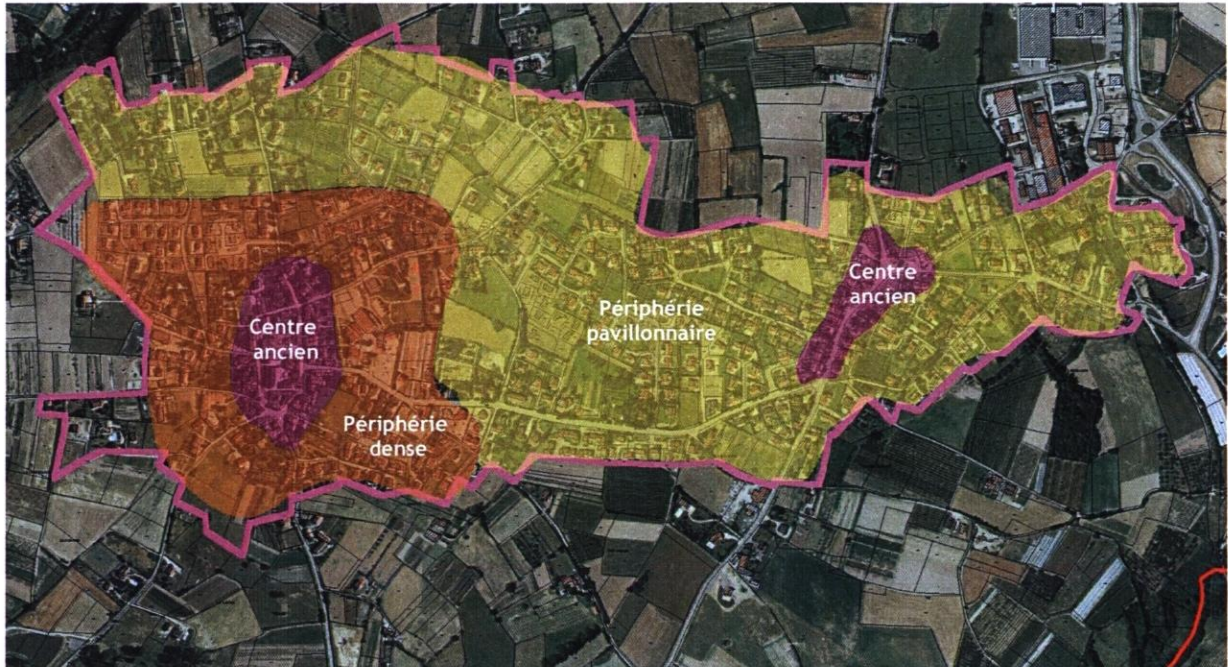 Centre
ancien
Périphérie
pavillonnaire
Centre
ancien
Périphérie
dense